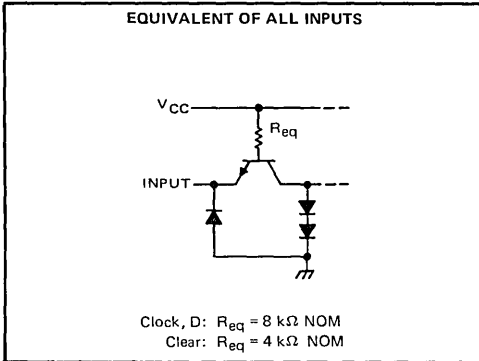 EQUIVALENT OF ALL INPUTS
VCC
Req
INPUT
Clock, D: Req = 8 kΩ NOM
Clear: Req = 4 kΩ NOM